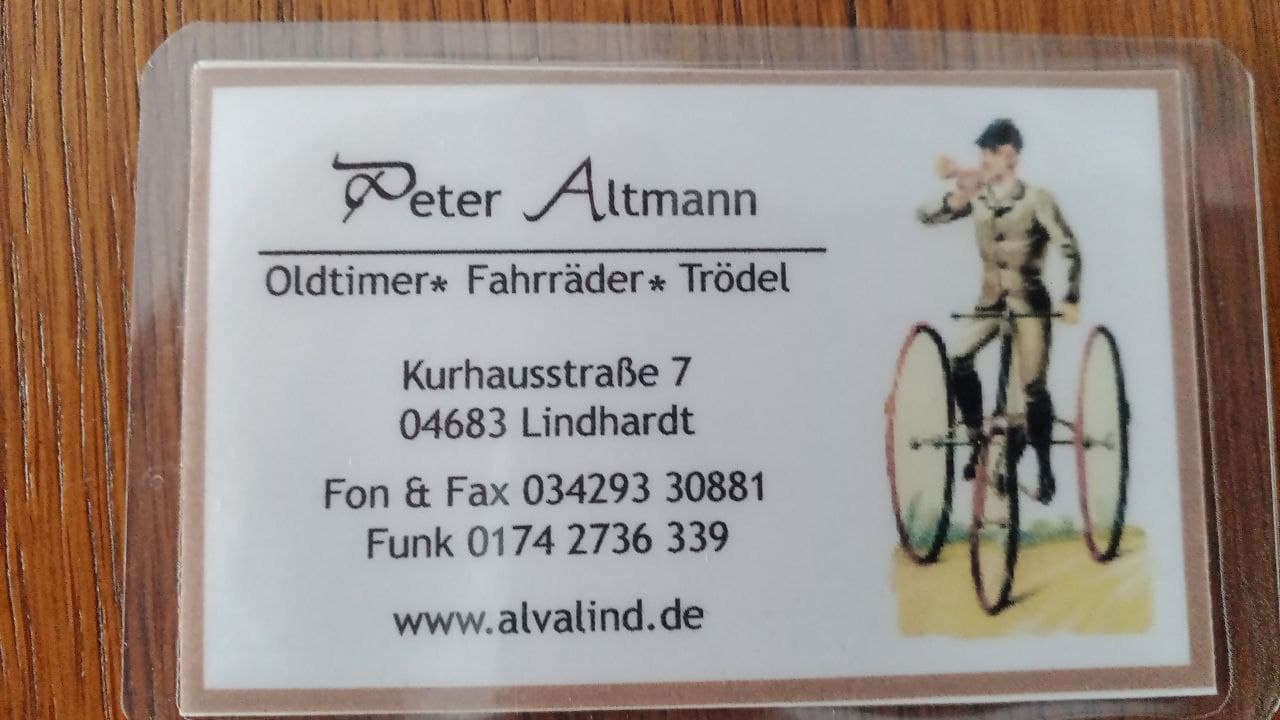 Peter Altmann
Oldtimer* Fahrräder* Trödel
Kurhausstraße 7
04683 Lindhardt
Fon & Fax 034293 30881
Funk 0174 2736 339
www.alvalind.de